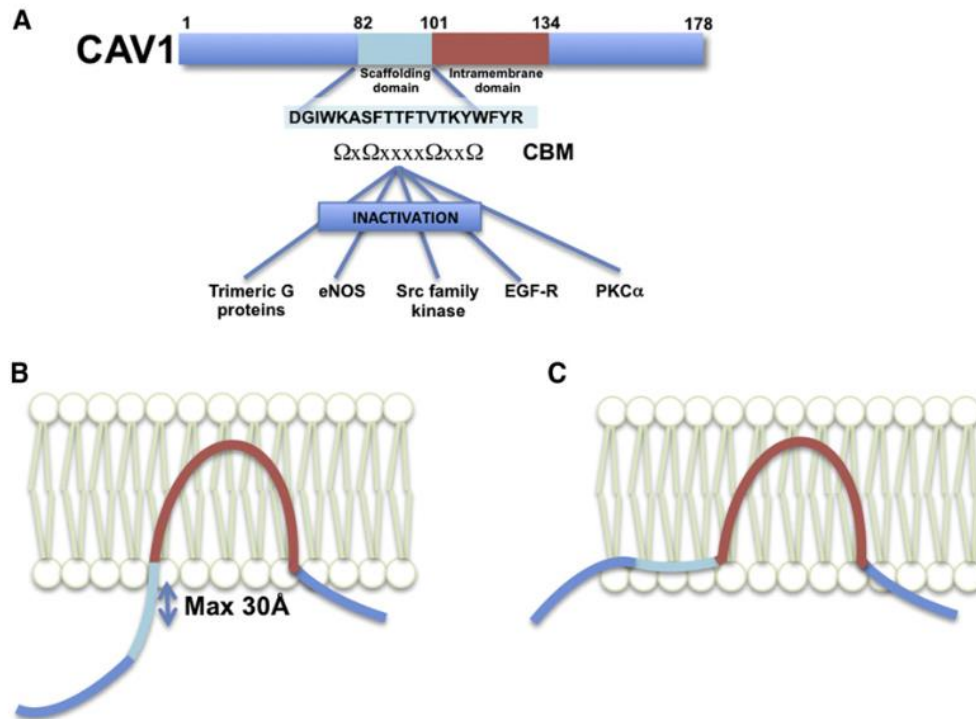 A
1 82 101 134 178
CAV1
Scaffolding Intramembrane
domain domain
DGIWKASFTTFTVTKYWFYR
ΩxΩxxxxΩxxΩ CBM
INACTIVATION
Trimeric G eNOS Src family EGF-R PKCα
proteins kinase
B C
Max 30Å